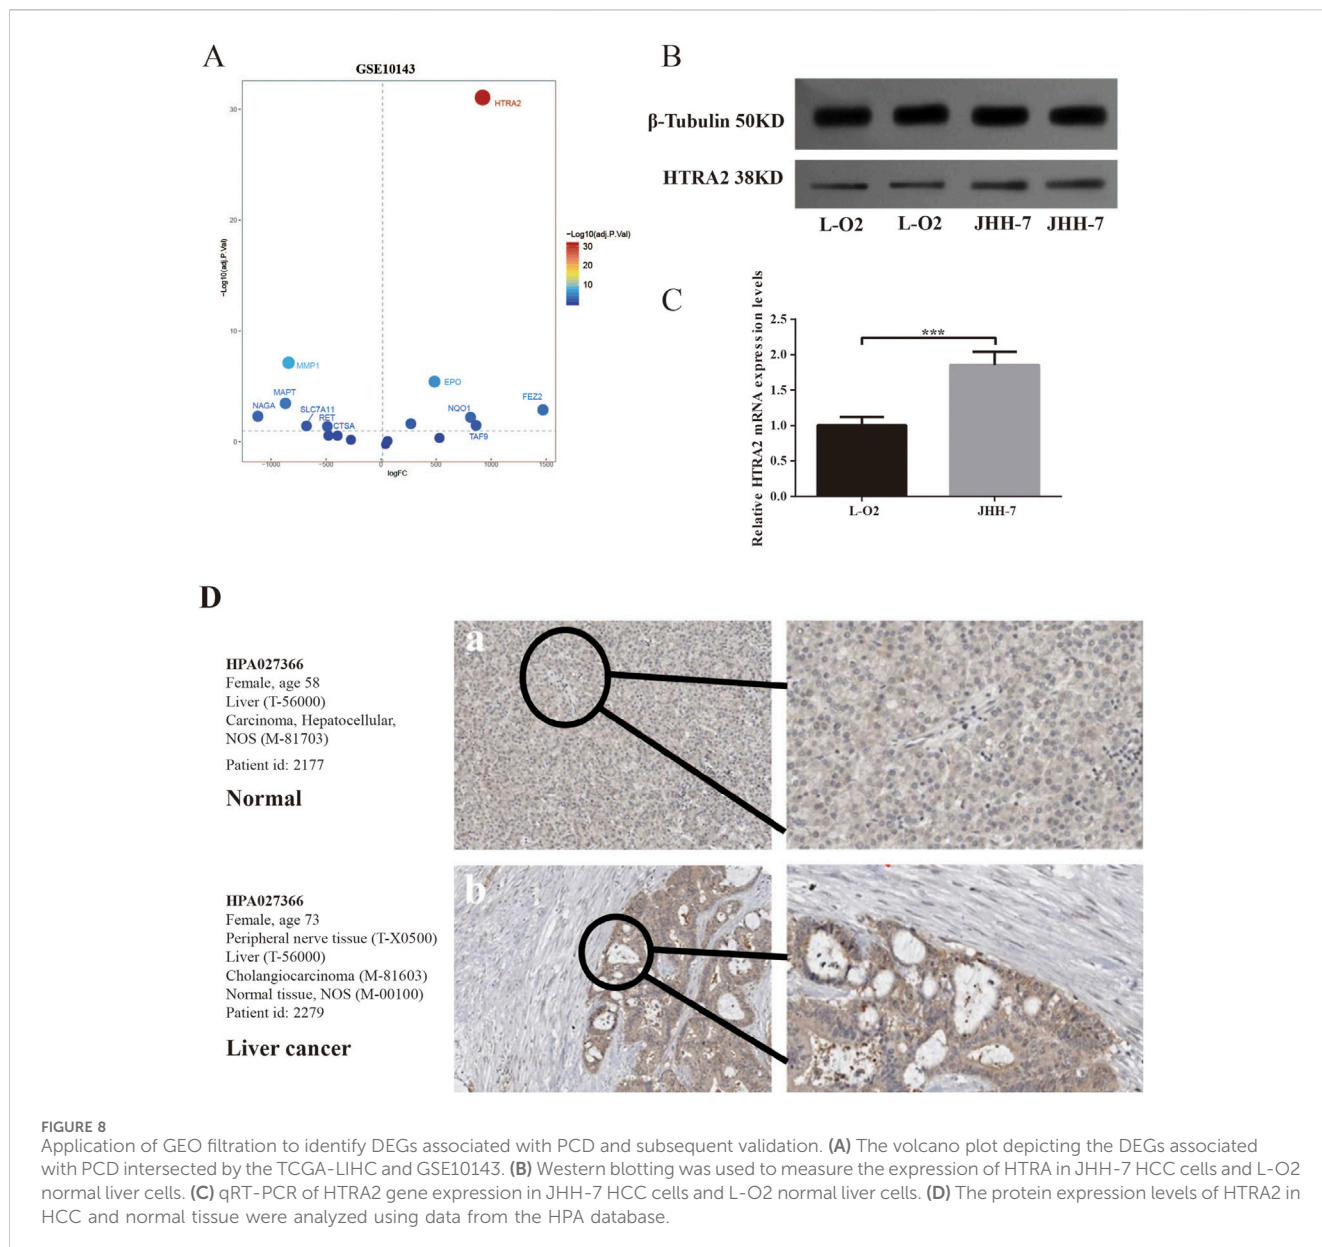 A
GSE10143
HTRA2
MMP1
EPO
MAPT
NAGA
SLC7A11
RET
CTSA
NQO1
FEZ2
TAF9
30
20
10
0
−Log10(adj.P.Val)
−1000
−500
0
500
1000
1500
logFC
−Log10(adj.P.Val)
30
20
10
B
β-Tubulin 50KD
HTRA2 38KD
L-O2 L-O2 JHH-7 JHH-7
C
Relative HTRA2 mRNA expression levels
2.5
2.0
1.5
1.0
0.5
0.0
***
L-O2 JHH-7
D
HPA027366
Female, age 58
Liver (T-56000)
Carcinoma, Hepatocellular,
NOS (M-81703)
Patient id: 2177
Normal
a
HPA027366
Female, age 73
Peripheral nerve tissue (T-X0500)
Liver (T-56000)
Cholangiocarcinoma (M-81603)
Normal tissue, NOS (M-00100)
Patient id: 2279
Liver cancer
b
FIGURE 8
Application of GEO filtration to identify DEGs associated with PCD and subsequent validation. (A) The volcano plot depicting the DEGs associated
with PCD intersected by the TCGA-LIHC and GSE10143. (B) Western blotting was used to measure the expression of HTRA in JHH-7 HCC cells and L-O2
normal liver cells. (C) qRT-PCR of HTRA2 gene expression in JHH-7 HCC cells and L-O2 normal liver cells. (D) The protein expression levels of HTRA2 in
HCC and normal tissue were analyzed using data from the HPA database.